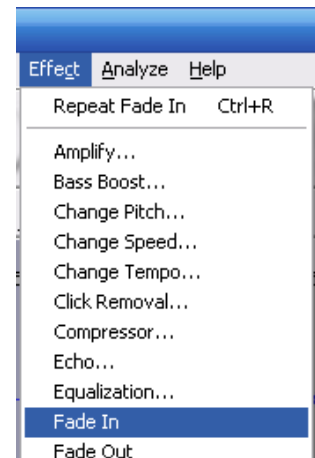 Effect Analyze Help
Repeat Fade In Ctrl+R
Amplify...
Bass Boost...
Change Pitch...
Change Speed...
Change Tempo...
Click Removal...
Compressor...
Echo...
Equalization...
Fade In
Fade Out